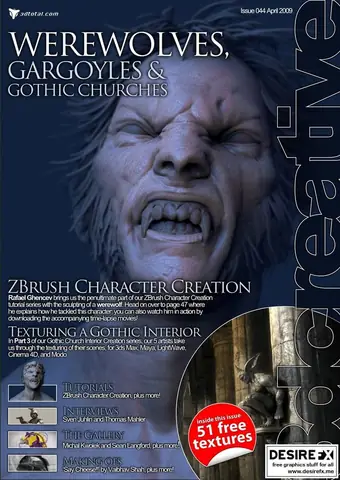 3dtotal.com
Issue 044 April 2009
WEREWOLVES,
GARGOYLES &
GOTHIC CHURCHES
3dcreative
ZBRUSH CHARACTER CREATION
Rafael Ghencev brings us the penultimate part of our ZBrush Character Creation
tutorial series with the sculpting of a werewolf. Head on over to page 47 where
he explains how he tackled this character: you can also watch him in action by
downloading the accompanying time-lapse movies!
TEXTURING A GOTHIC INTERIOR
In Part 3 of our Gothic Church Interior Creation series, our 5 artists take
us through the texturing of their scenes, for 3ds Max, Maya, LightWave,
Cinema 4D, and Modo
TUTORIALS
ZBrush Character Creation, plus more!
INTERVIEWS
Sven Juhlin and Thomas Mahler
THE GALLERY
Michal Kwolek and Sean Langford, plus more!
MAKING OFS
"Say Cheese!" by Vaibhav Shah; plus more!
inside this issue
51 free
textures
DESIRE FX
free graphics stuff for all
www.desirefx.me